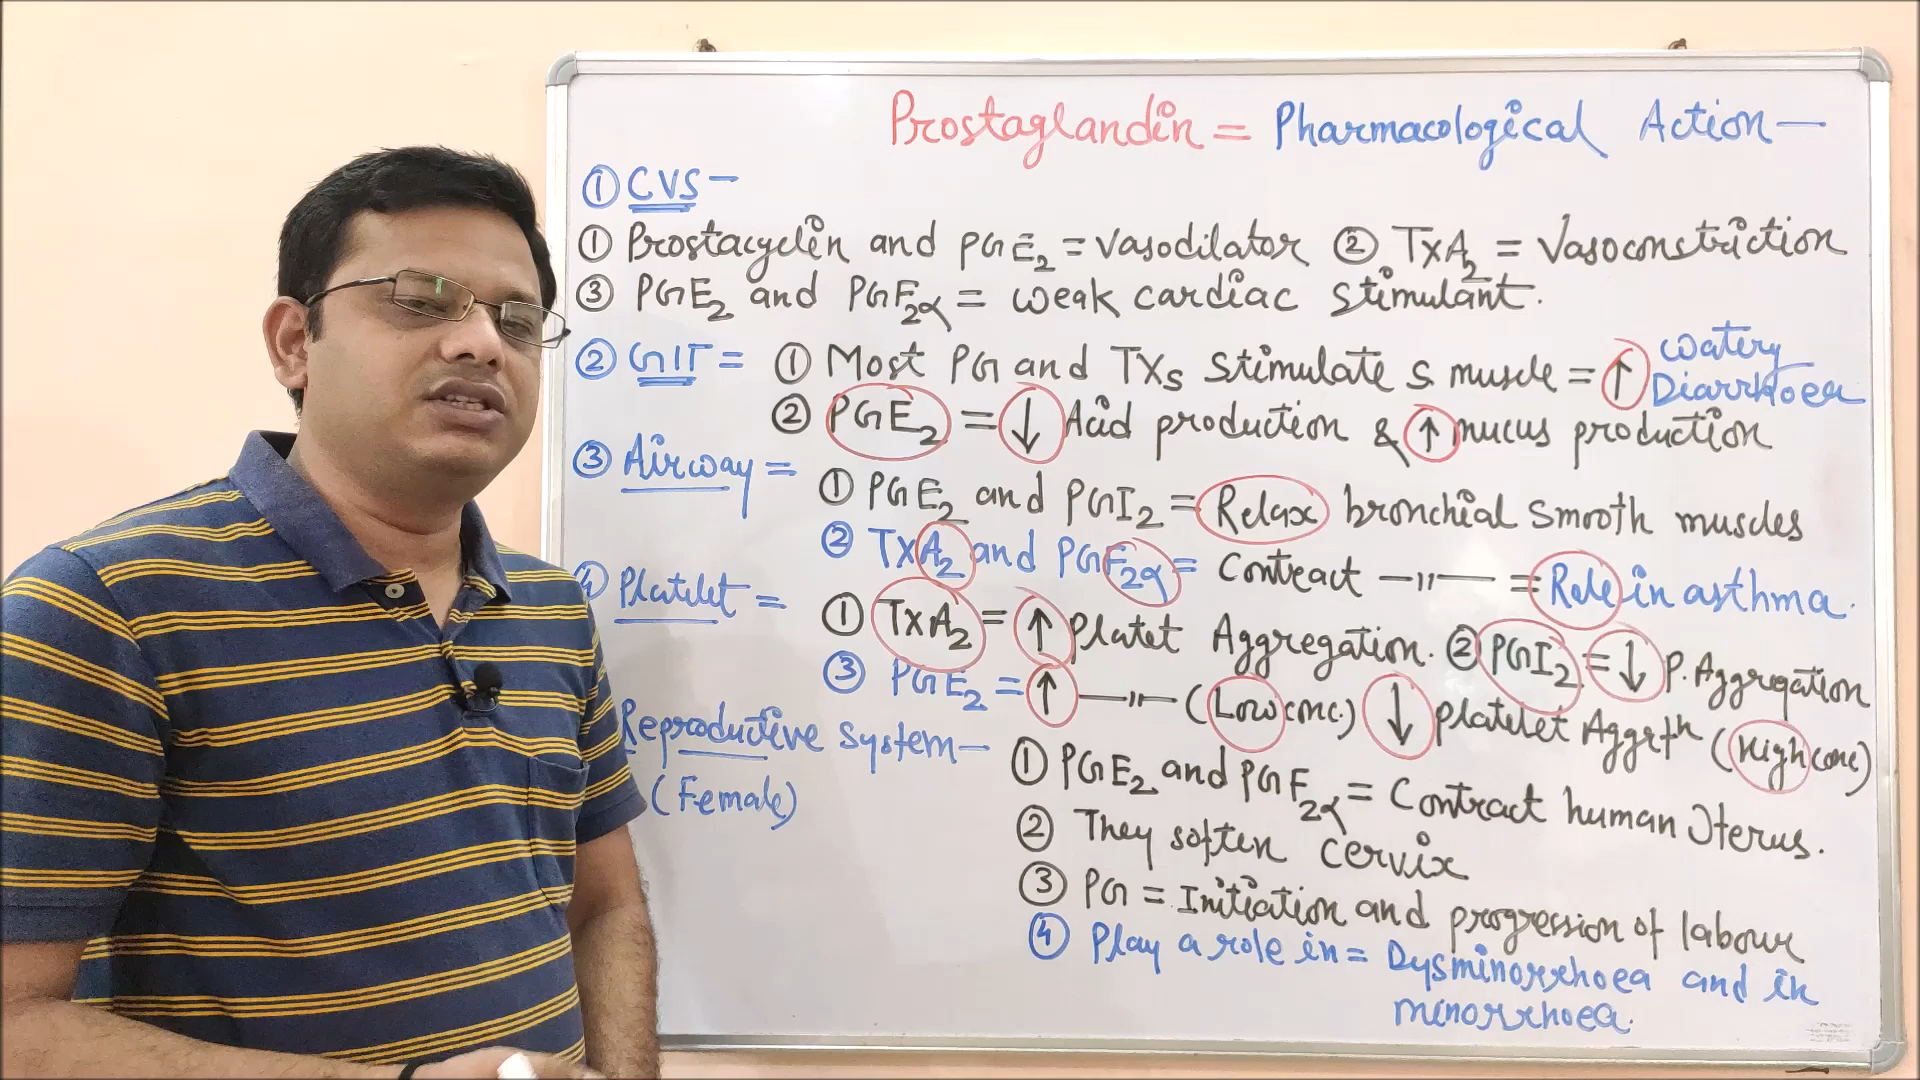 Prostaglandin = Pharmacological Action —
① CVS —
① Prostacyclin and PGE₂ = Vasodilator ② TxA₂ = Vasoconstriction
③ PGE₂ and PGF₂α = weak cardiac stimulant.
② GIT = ① Most PG and TXs stimulate s muscle = ↑ watery Diarrhoea
② PGE₂ = ↓ Acid production & ↑ mucus production
③ Airway = ① PGE₂ and PGI₂ = Relax bronchial smooth muscles
② TxA₂ and PGF₂α = Contract —〃— = Role in asthma.
④ Platelet = ① TxA₂ = ↑ Platet Aggregation. ② PGI₂ = ↓ P. Aggregation
③ PGE₂ = ↑ —〃— (Low conc.) ↓ platelet Aggrtn (High conc)
Reproductive System — (Female)
① PGE₂ and PGF₂α = Contract human Uterus.
② They soften cervix
③ PG = Initiation and progression of labour
④ Play a role in = Dysminorrhoea and in
minorrhoea.